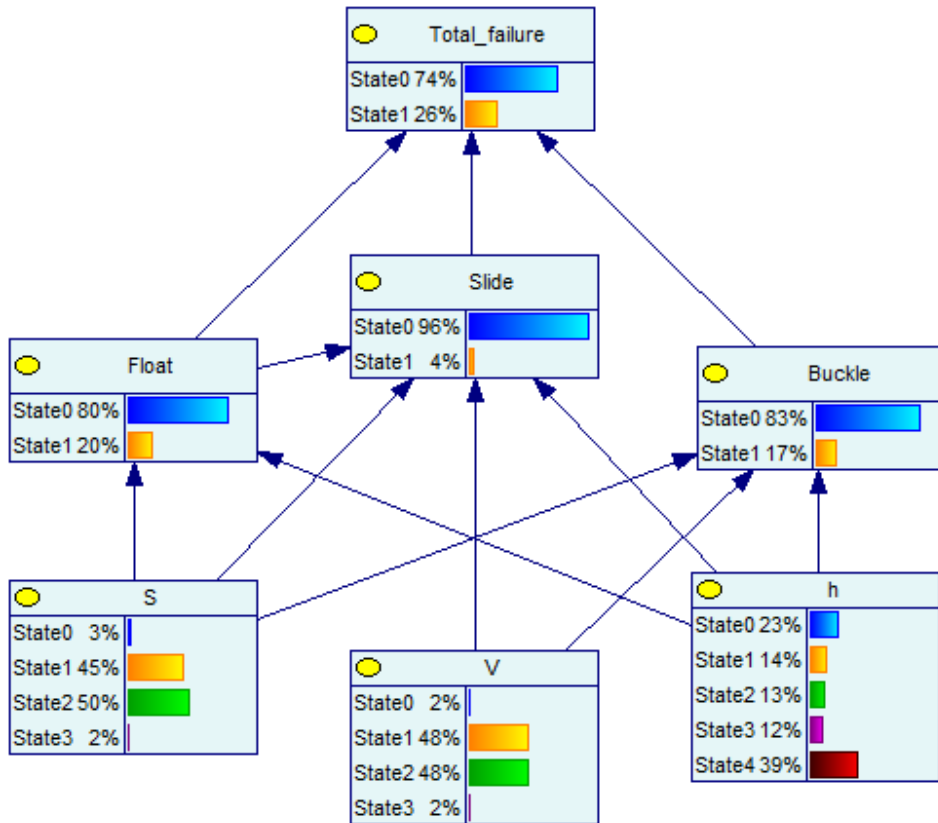 Total_failure
State0 74%
State1 26%
Slide
State0 96%
State1 4%
Float
State0 80%
State1 20%
Buckle
State0 83%
State1 17%
S
State0 3%
State1 45%
State2 50%
State3 2%
V
State0 2%
State1 48%
State2 48%
State3 2%
h
State0 23%
State1 14%
State2 13%
State3 12%
State4 39%